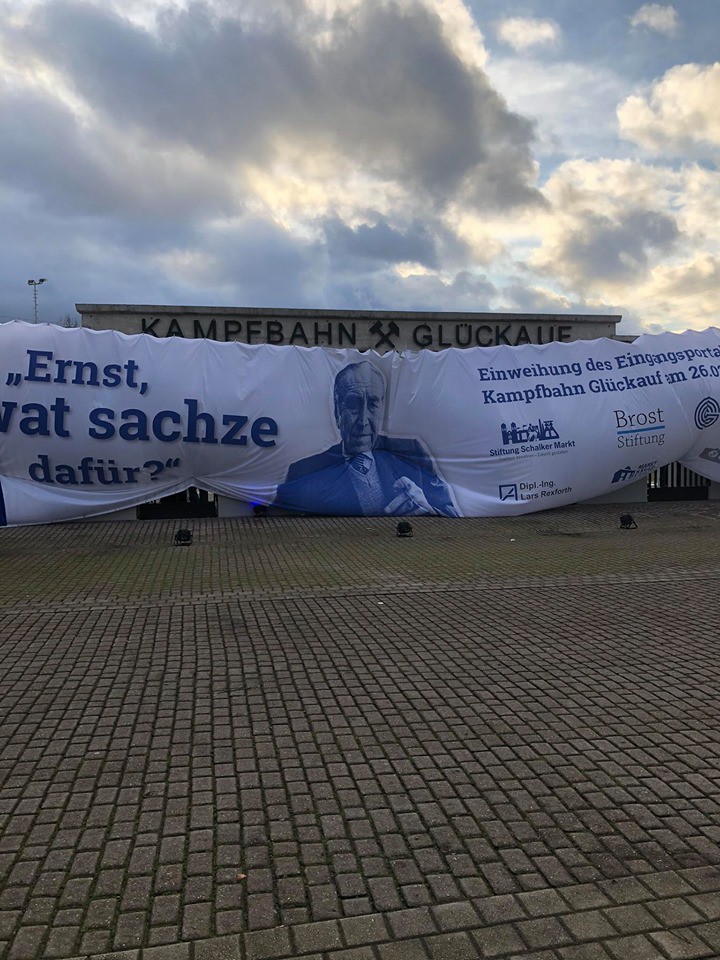 KAMPFBAHN GLÜCKAUF
„Ernst,
wat sachze
dafür?“
Einweihung des Eingangsportals
Kampfbahn Glückauf am 26.0
Stiftung Schalker Markt
Brost
Stiftung
Dipl.-Ing.
Lars Rexforth